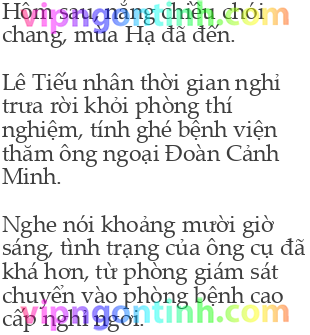 Hôm sau, nắng chiều chói
chang, mùa Hạ đã đến.
Lê Tiếu nhân thời gian nghỉ
trưa rời khỏi phòng thí
nghiệm, tính ghé bệnh viện
thăm ông ngoại Đoàn Cảnh
Minh.
Nghe nói khoảng mười giờ
sáng, tình trạng của ông cụ đã
khá hơn, từ phòng giám sát
chuyển vào phòng bệnh cao
cấp nghỉ ngơi.
vipngontinh.com